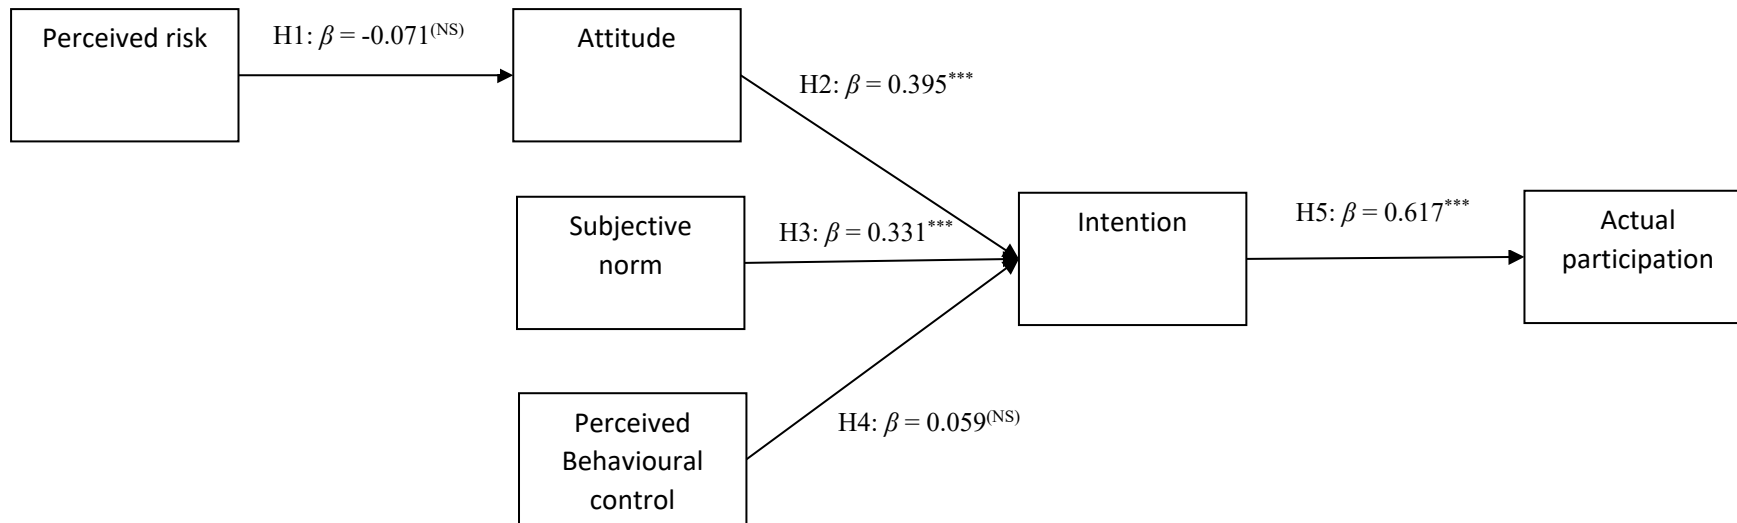 Perceived risk
H1: β = -0.071(NS)
Attitude
H2: β = 0.395***
Subjective
norm
H3: β = 0.331***
Intention
H5: β = 0.617***
Actual
participation
Perceived
Behavioural
control
H4: β = 0.059(NS)